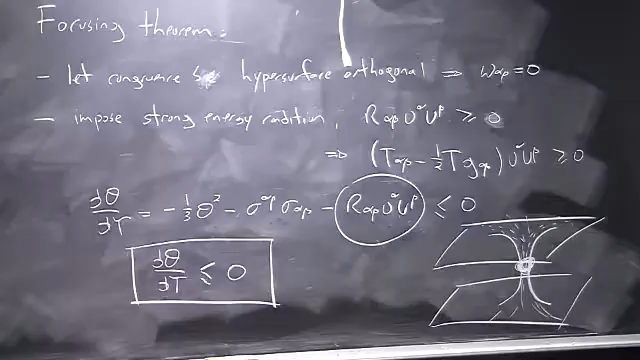 Focusing theorem:
- let congruence be hypersurface orthogonal ⇒ ω_αβ = 0
- impose strong energy condition, R_αβ U^α U^β ≥ 0
⇒ (T_αβ - 1/2 T g_αβ) U^α U^β ≥ 0
dθ/dτ = - 1/3 θ² - σ^αβ σ_αβ - R_αβ U^α U^β ≤ 0
dθ/dτ ≤ 0